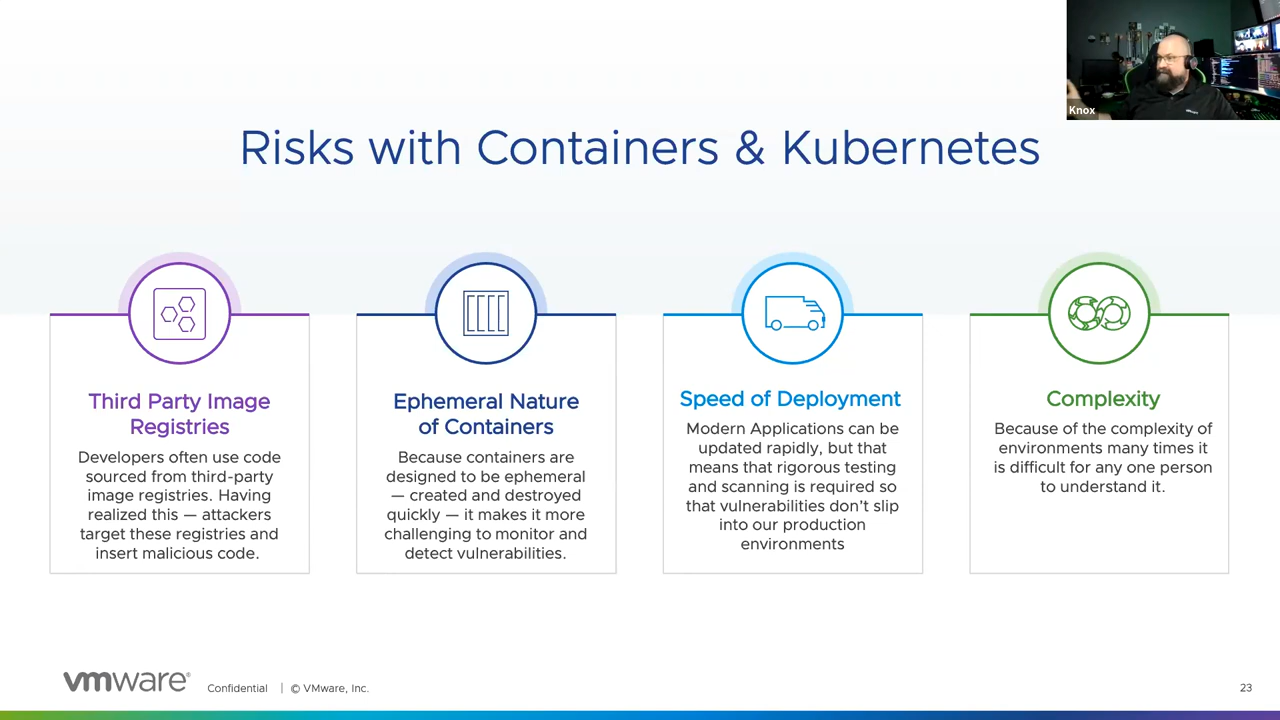 Knox
Risks with Containers & Kubernetes
Third Party Image
Registries
Developers often use code
sourced from third-party
image registries. Having
realized this — attackers
target these registries and
insert malicious code.
Ephemeral Nature
of Containers
Because containers are
designed to be ephemeral
— created and destroyed
quickly — it makes it more
challenging to monitor and
detect vulnerabilities.
Speed of Deployment
Modern Applications can be
updated rapidly, but that
means that rigorous testing
and scanning is required so
that vulnerabilities don't slip
into our production
environments
Complexity
Because of the complexity of
environments many times it
is difficult for any one person
to understand it.
vmware® Confidential | © VMware, Inc. 23